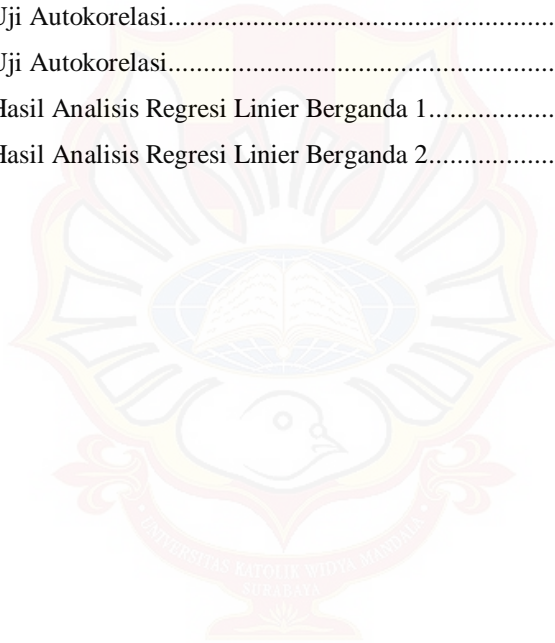 Uji Autokorelasi......................................................
Uji Autokorelasi......................................................
Hasil Analisis Regresi Linier Berganda 1..................
Hasil Analisis Regresi Linier Berganda 2..................
UNIVERSITAS KATOLIK WIDYA MANDALA
SURABAYA